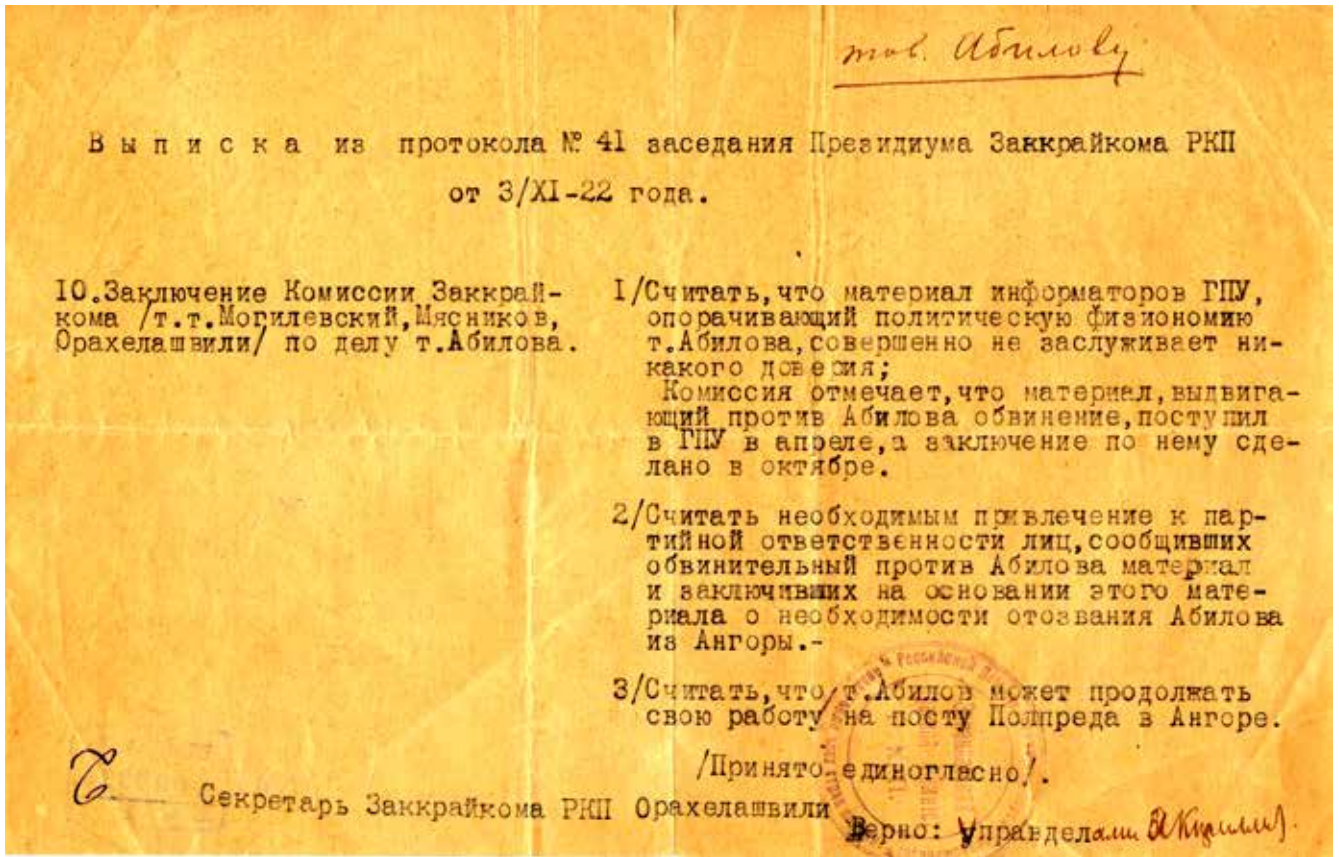 тов. Абилову
Выписка из протокола № 41 заседания Президиума Заккрайкома РКП
от 3/XI-22 года.
10.Заключение Комиссии Заккрай-
кома /т.т.Могилевский,Мясников,
Орахелашвили/ по делу т.Абилова.
I/Считать,что материал информаторов ГПУ,
опорачивающий политическую физиономию
т.Абилова,совершенно не заслуживает ни-
какого доверия;
Комиссия отмечает,что материал,выдвига-
ющий против Абилова обвинение,поступил
в ГПУ в апреле,а заключение по нему сде-
лано в октябре.
2/Считать необходимым привлечение к пар-
тийной ответственности лиц,сообщивших
обвинительный против Абилова материал
и заключивших на основании этого мате-
риала о необходимости отозвания Абилова
из Ангоры.-
3/Считать,что т.Абилов может продолжать
свою работу на посту Полпреда в Ангоре.
/Принято единогласно/.
Секретарь Заккрайкома РКП Орахелашвили
Верно: Управделами
Российской